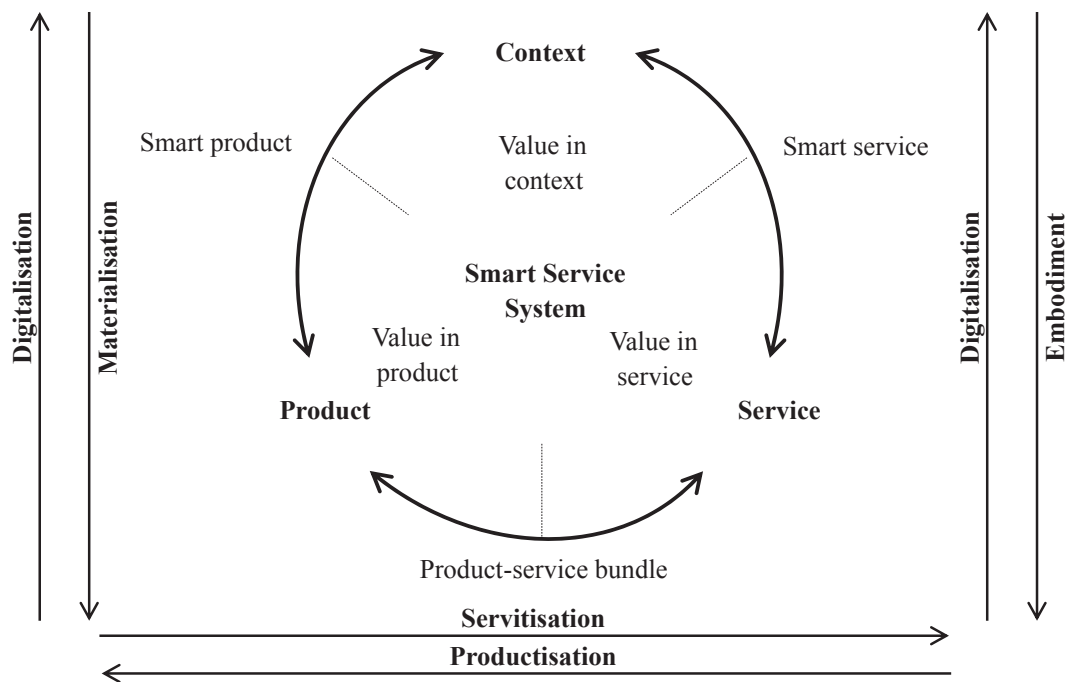 Context
Smart product
Value in
context
Smart service
Digitalisation
Materialisation
Smart Service
System
Digitalisation
Embodiment
Value in
product
Value in
service
Product
Service
Product-service bundle
Servitisation
Productisation